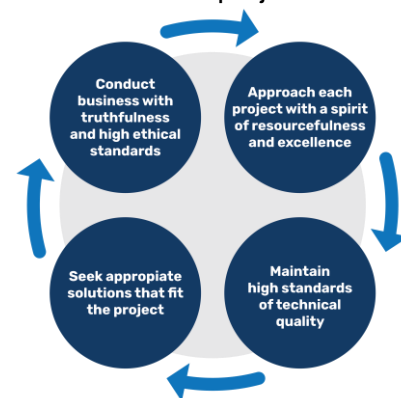 Conduct
business with
truthfulness
and high ethical
standards
Approach each
project with a spirit
of resourcefulness
and excellence
Maintain
high standards
of technical
quality
Seek appropiate
solutions that fit
the project